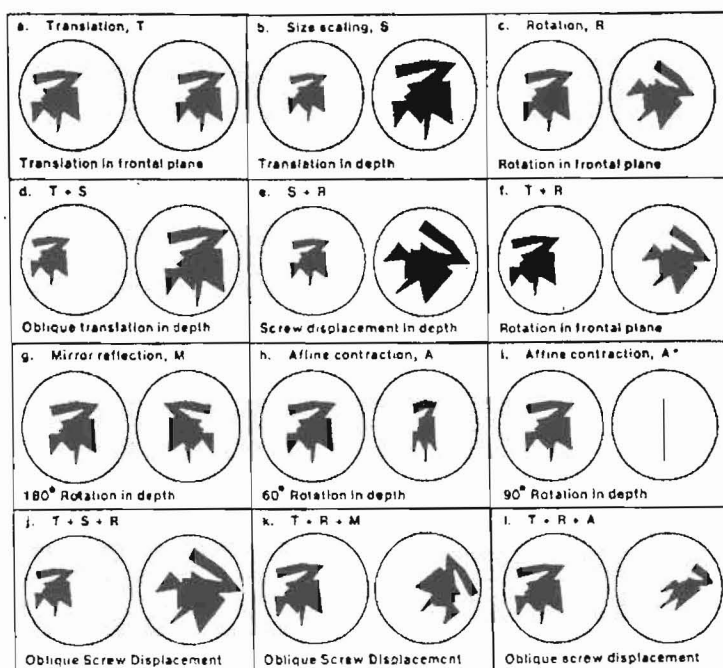 a. Translation, T
b. Size scaling, S
c. Rotation, R
Translation in frontal plane
Translation in depth
Rotation in frontal plane
d. T + S
e. S + R
f. T + R
Oblique translation in depth
Screw displacement in depth
Rotation in frontal plane
g. Mirror reflection, M
h. Affine contraction, A
i. Affine contraction, A*
180° Rotation in depth
60° Rotation in depth
90° Rotation in depth
j. T + S + R
k. T + R + M
l. T + R + A
Oblique Screw Displacement
Oblique Screw Displacement
Oblique screw displacement